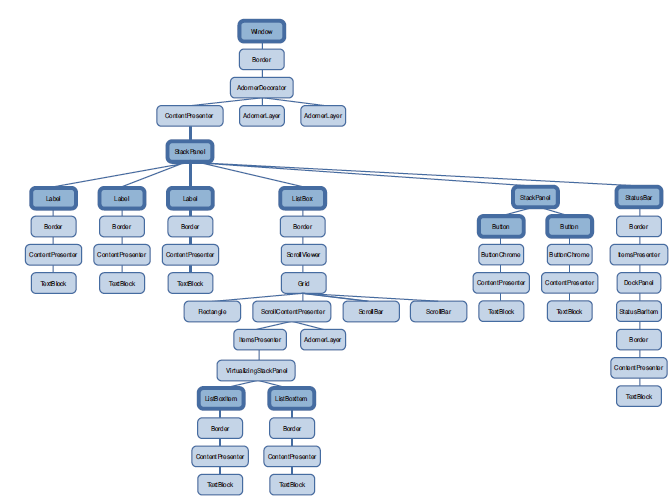 Window
Border
AdornerDecorator
ContentPresenter AdornerLayer AdornerLayer
StackPanel
Label Label Label ListBox StackPanel StatusBar
Border Border Border Border Button Button Border
ContentPresenter ContentPresenter ContentPresenter ScrollViewer ButtonChrome ButtonChrome ItemsPresenter
TextBlock TextBlock TextBlock Grid ContentPresenter ContentPresenter DockPanel
Rectangle ScrollContentPresenter ScrollBar ScrollBar TextBlock TextBlock StatusBarItem
ItemsPresenter AdornerLayer Border
VirtualizingStackPanel ContentPresenter
ListBoxItem ListBoxItem TextBlock
Border Border
ContentPresenter ContentPresenter
TextBlock TextBlock